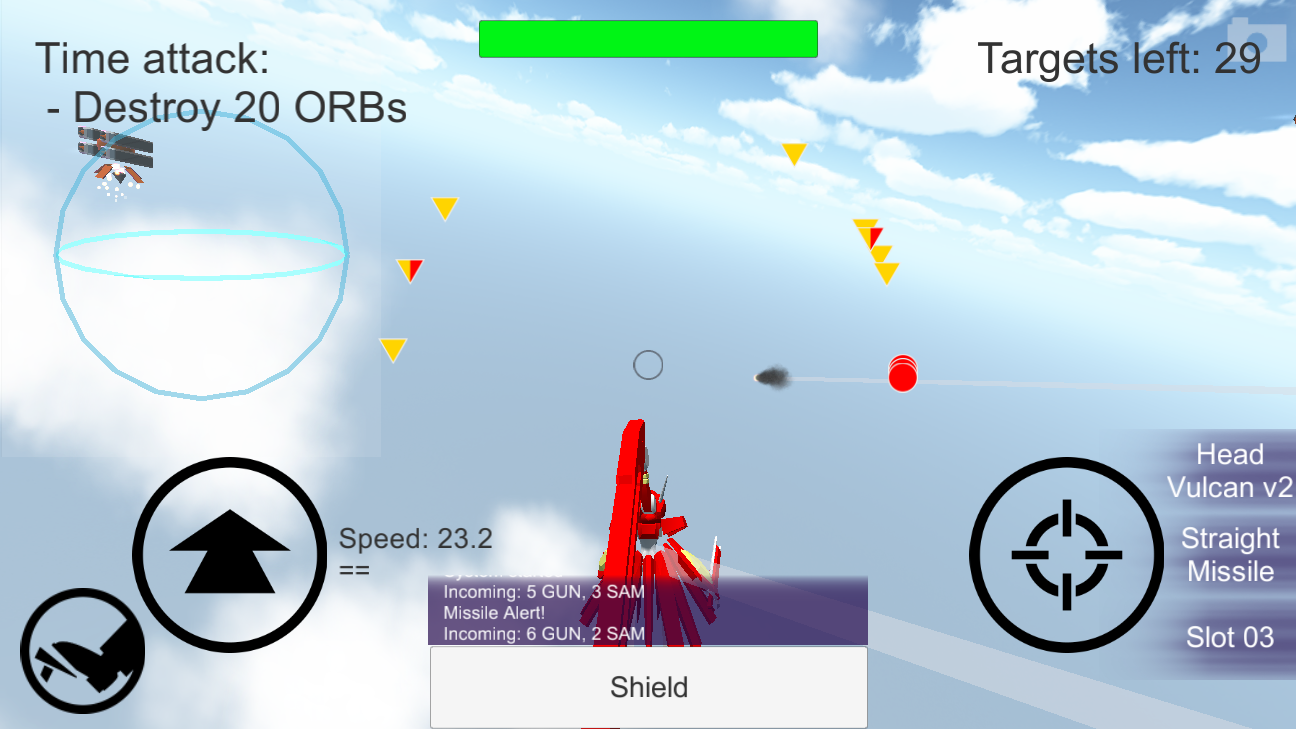 Time attack:
- Destroy 20 ORBs
Targets left: 29
Head
Vulcan v2
Straight
Missile
Slot 03
Speed: 23.2
==
Incoming: 5 GUN, 3 SAM
Missile Alert!
Incoming: 6 GUN, 2 SAM
Shield